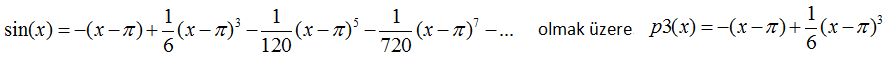 sin(x) = −(x−π) + 1/6 (x−π)³ − 1/120 (x−π)⁵ − 1/720 (x−π)⁷ − ... olmak üzere p3(x) = −(x−π) + 1/6 (x−π)³